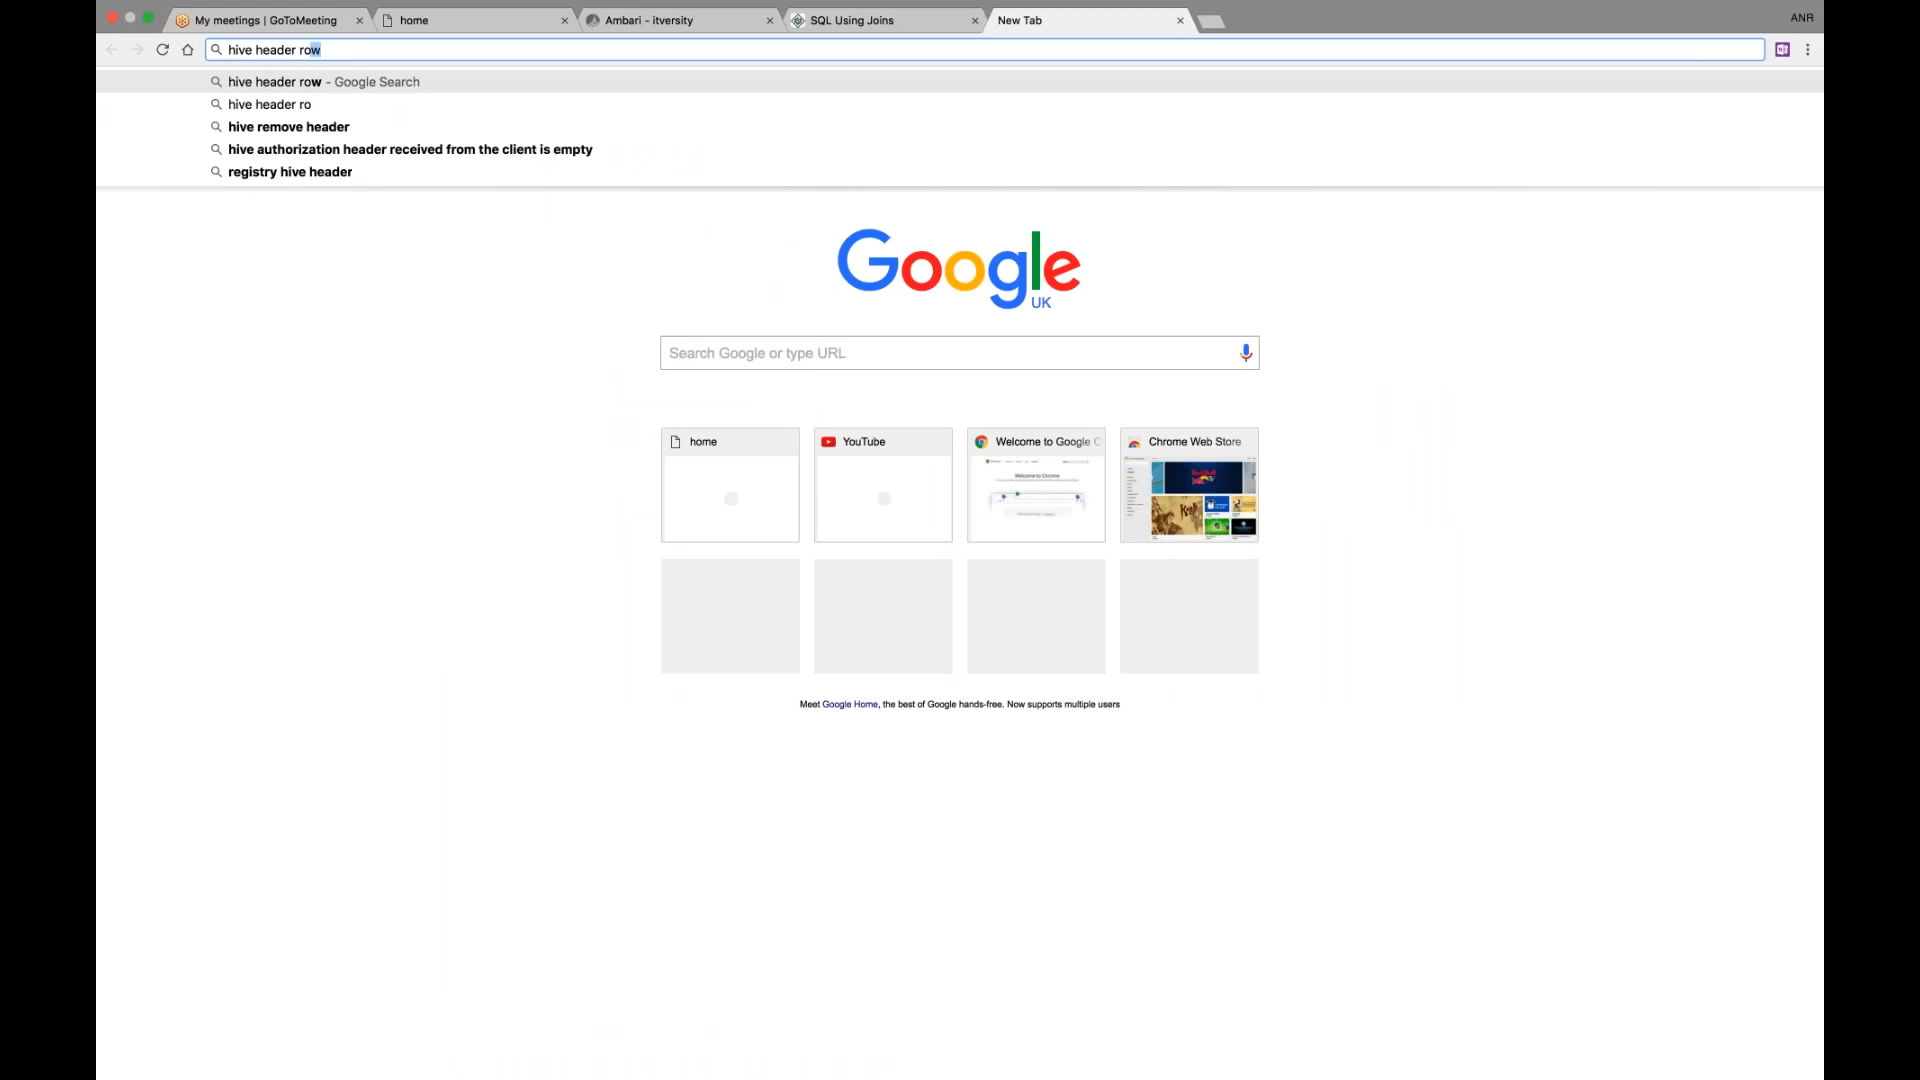 My meetings | GoToMeeting
home
Ambari - itversity
SQL Using Joins
New Tab
ANR
hive header row
hive header row - Google Search
hive header ro
hive remove header
hive authorization header received from the client is empty
registry hive header
Google
UK
Search Google or type URL
home
YouTube
Welcome to Google C
Chrome Web Store
Welcome to Chrome
Meet Google Home, the best of Google hands-free. Now supports multiple users